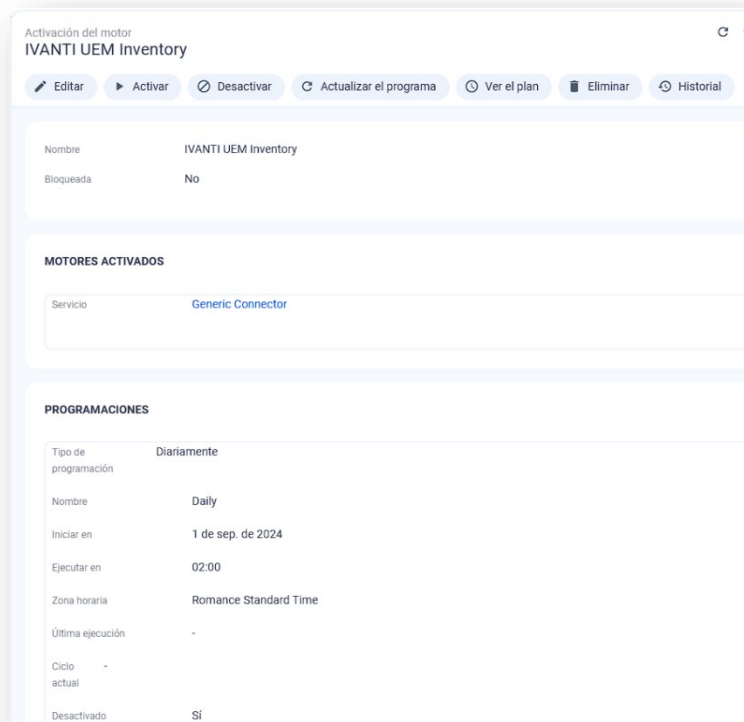 Activación del motor
IVANTI UEM Inventory
Editar Activar Desactivar Actualizar el programa Ver el plan Eliminar Historial
Nombre IVANTI UEM Inventory
Bloqueada No
MOTORES ACTIVADOS
Servicio Generic Connector
PROGRAMACIONES
Tipo de Diariamente
programación
Nombre Daily
Iniciar en 1 de sep. de 2024
Ejecutar en 02:00
Zona horaria Romance Standard Time
Última ejecución -
Ciclo -
actual
Desactivado Sí